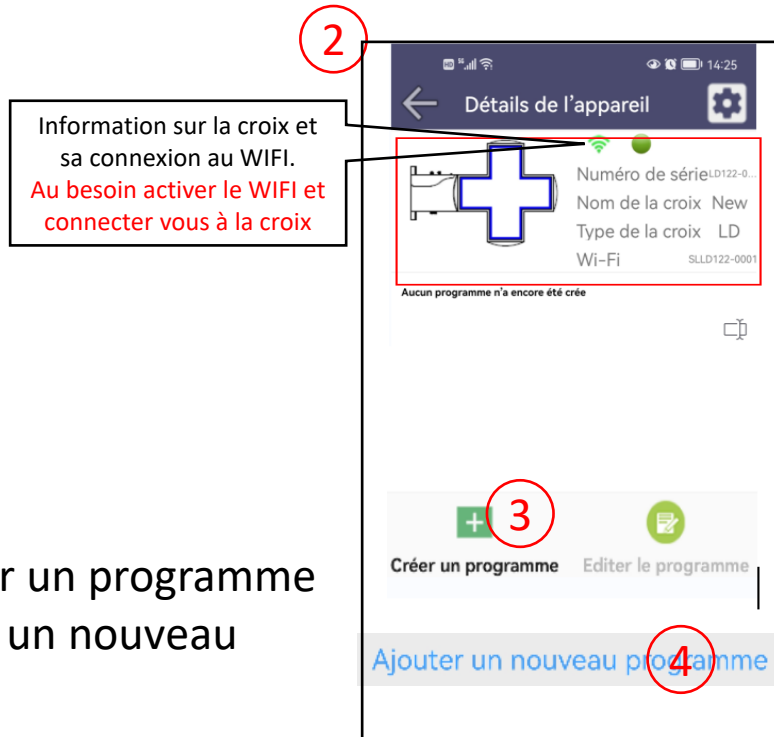 2
14:25
Détails de l’appareil
Information sur la croix et
sa connexion au WIFI.
Au besoin activer le WIFI et
connecter vous à la croix
Numéro de série LD122-0...
Nom de la croix New
Type de la croix LD
Wi-Fi SLLD122-0001
Aucun programme n'a encore été crée
3
Créer un programme Editer le programme
r un programme
un nouveau
Ajouter un nouveau programme
4